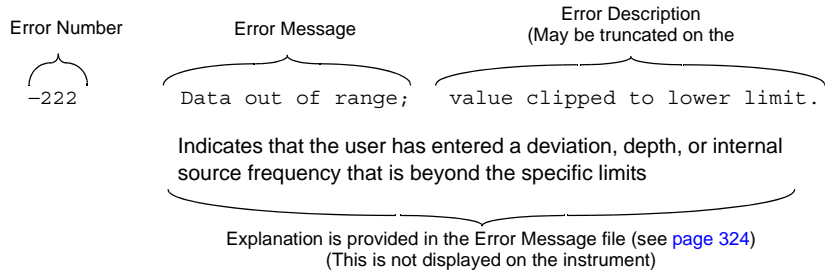 Error Number
Error Message
Error Description
(May be truncated on the
−222
Data out of range;
value clipped to lower limit.
Indicates that the user has entered a deviation, depth, or internal
source frequency that is beyond the specific limits
Explanation is provided in the Error Message file (see page 324)
(This is not displayed on the instrument)